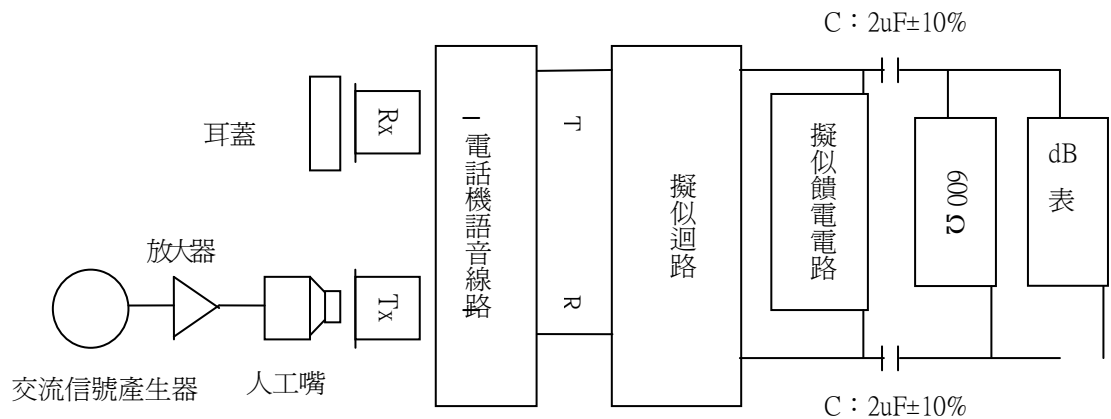 C：2uF±10%
耳蓋
Rx
電話機語音線路
T
擬似迴路
擬似饋電電路
600 Ω
dB
表
放大器
Tx
R
交流信號產生器
人工嘴
C：2uF±10%